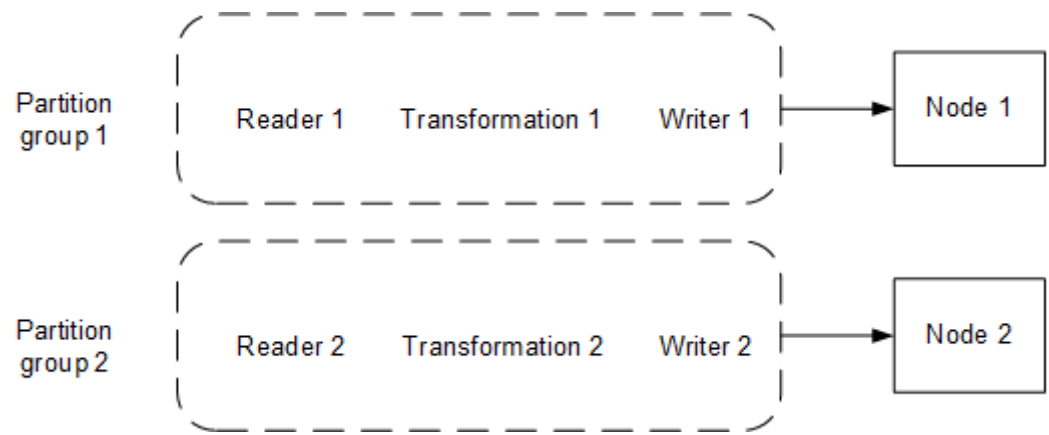 Partition
group 1
Reader 1
Transformation 1
Writer 1
Node 1
Partition
group 2
Reader 2
Transformation 2
Writer 2
Node 2